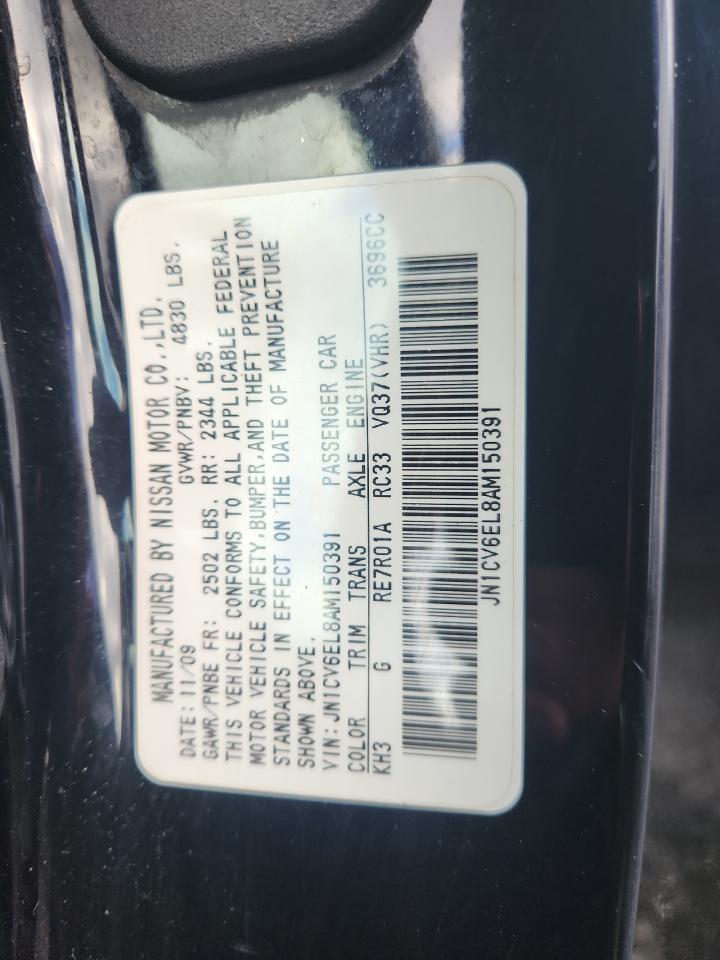 MANUFACTURED BY NISSAN MOTOR CO.,LTD.
DATE: 11/09 GVWR/PNBV: 4830 LBS.
GAWR/PNBE FR: 2502 LBS. RR: 2344 LBS.
THIS VEHICLE CONFORMS TO ALL APPLICABLE FEDERAL
MOTOR VEHICLE SAFETY,BUMPER,AND THEFT PREVENTION
STANDARDS IN EFFECT ON THE DATE OF MANUFACTURE
SHOWN ABOVE.
VIN:JN1CV6EL8AM150391 PASSENGER CAR
COLOR TRIM TRANS AXLE ENGINE
KH3 G RE7R01A RC33 VQ37(VHR) 3696CC
JN1CV6EL8AM150391